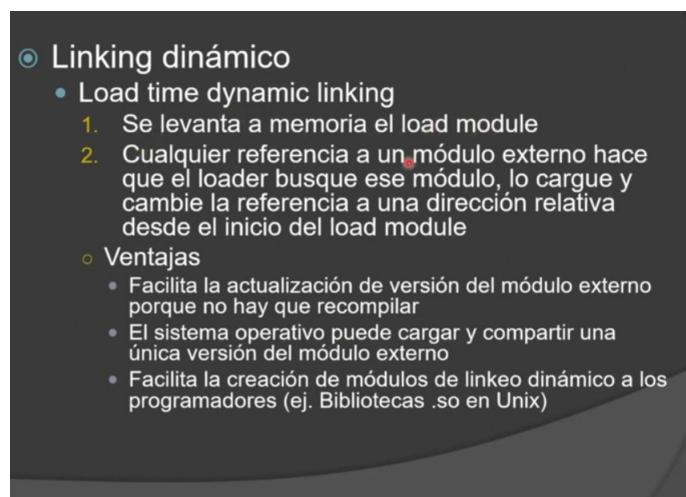 Linking dinámico
Load time dynamic linking
1. Se levanta a memoria el load module
2. Cualquier referencia a un módulo externo hace
que el loader busque ese módulo, lo cargue y
cambie la referencia a una dirección relativa
desde el inicio del load module
Ventajas
Facilita la actualización de versión del módulo externo
porque no hay que recompilar
El sistema operativo puede cargar y compartir una
única versión del módulo externo
Facilita la creación de módulos de linkeo dinámico a los
programadores (ej. Bibliotecas .so en Unix)